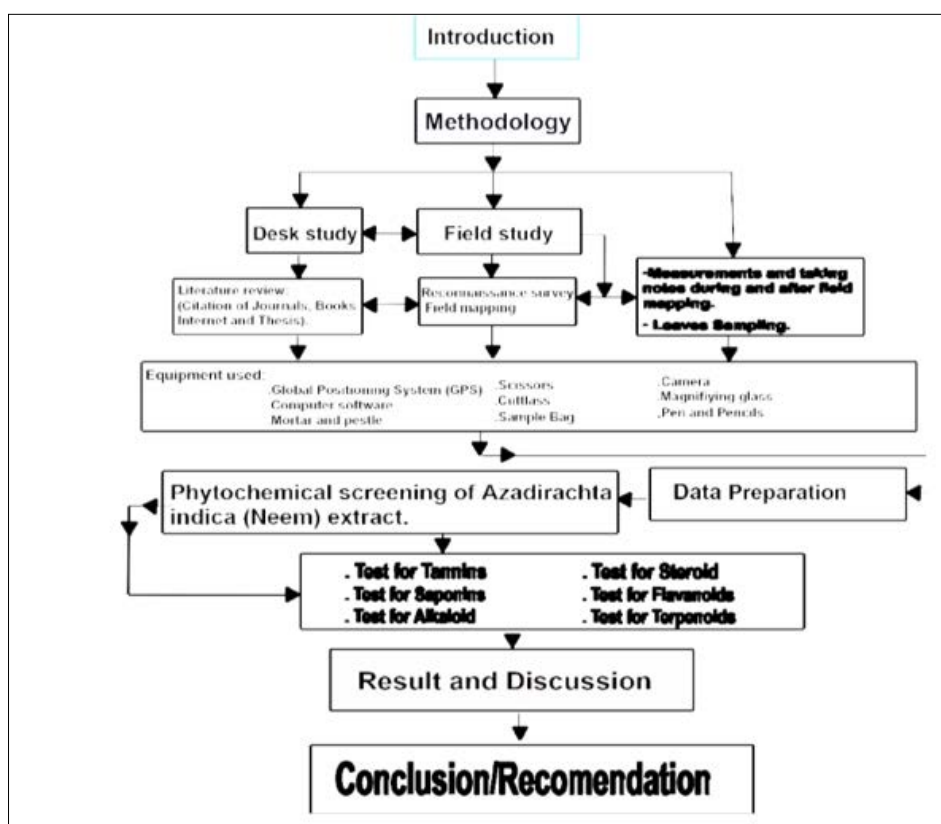 Introduction
Methodology
Desk study
Field study
-Measurements and taking
notes during and after field
mapping.
- Leaves Sampling.
Literature review:
(Citation of Journals, Books
Internet and Thesis).
Reconnaissance survey
Field mapping
Equipment used:
.Global Positioning System (GPS)
Computer software
Mortar and pestle
.Scissors
.Cutlass
.Sample Bag
.Camera
.Magnifiying glass
.Pen and Pencils
Phytochemical screening of Azadirachta
indica (Neem) extract.
Data Preparation
. Test for Tannins
. Test for Saponins
. Test for Alkaloid
. Test for Steroid
. Test for Flavanoids
. Test for Terpenoids
Result and Discussion
Conclusion/Recomendation